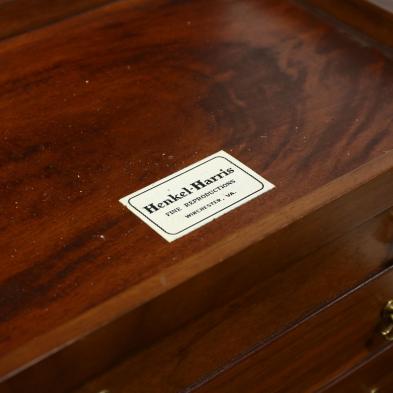 Henkel-Harris
FINE REPRODUCTIONS
WINCHESTER, VA.